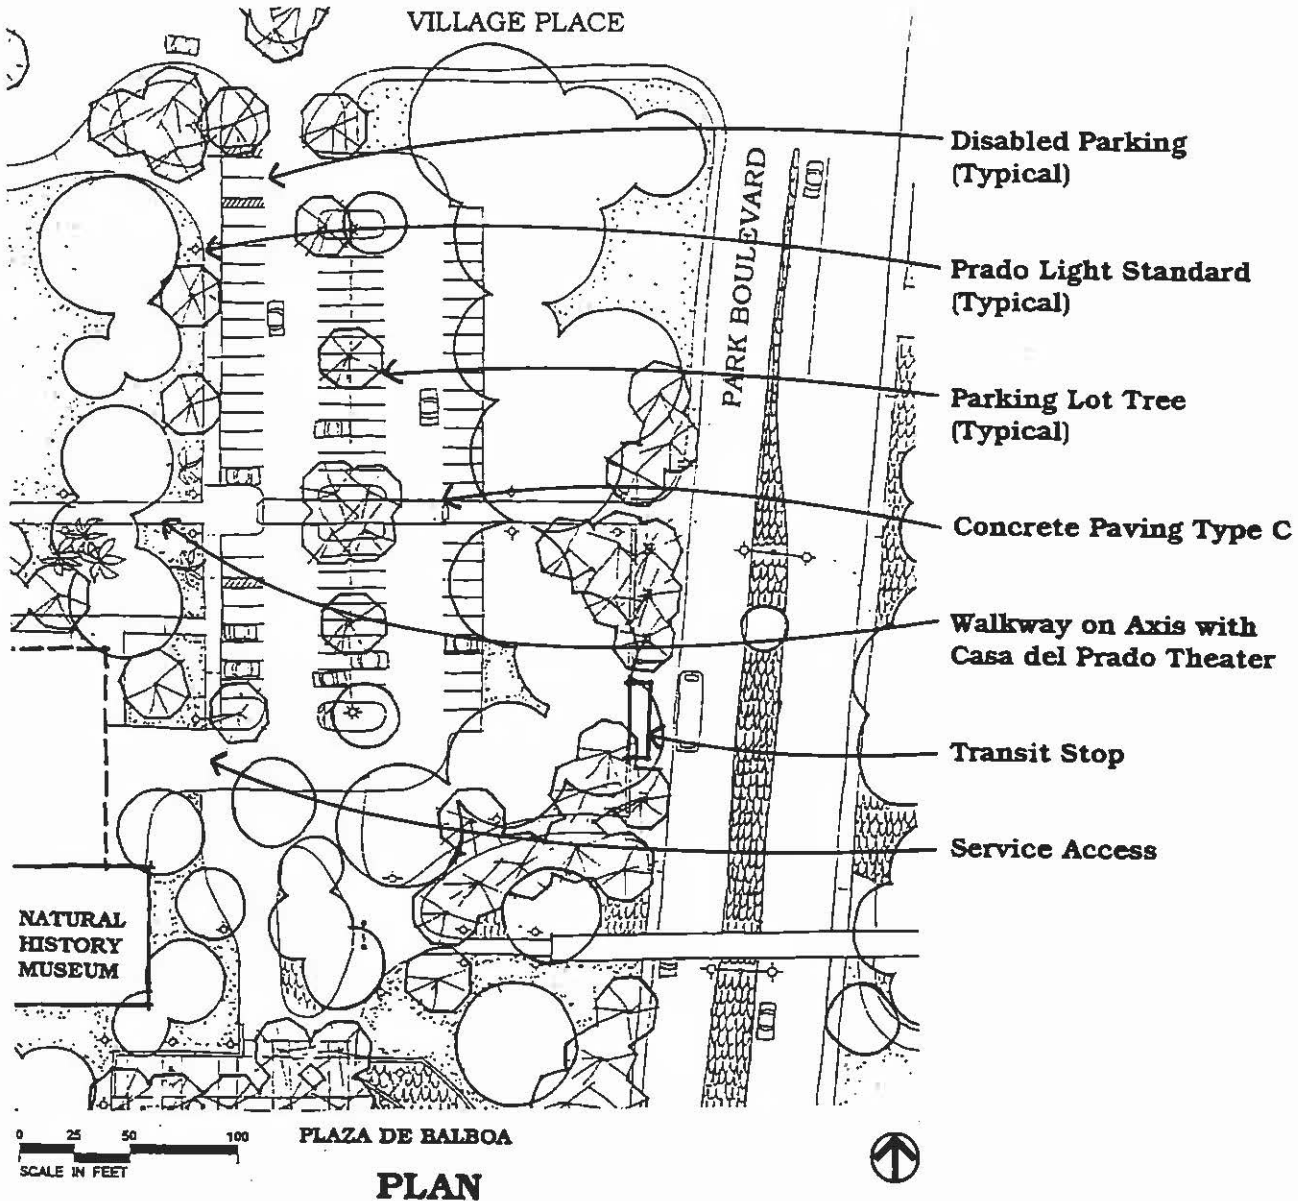 VILLAGE PLACE
Disabled Parking
(Typical)
PARK BOULEVARD
Prado Light Standard
(Typical)
Parking Lot Tree
(Typical)
Concrete Paving Type C
Walkway on Axis with
Casa del Prado Theater
Transit Stop
Service Access
NATURAL
HISTORY
MUSEUM
0 25 50 100
SCALE IN FEET
PLAZA DE BALBOA
PLAN